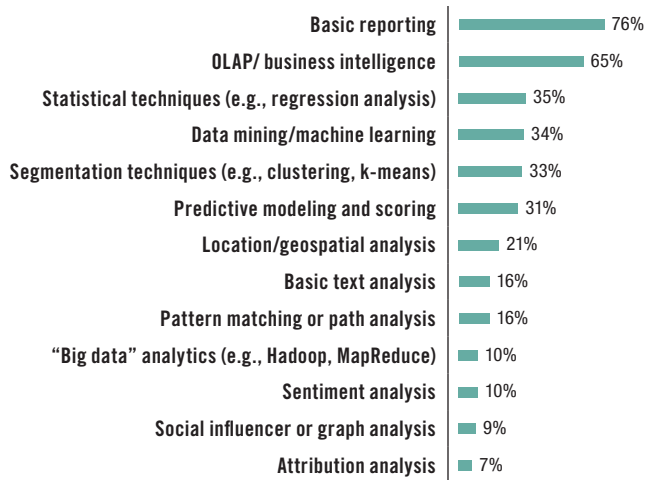 Basic reporting 76%
OLAP/ business intelligence 65%
Statistical techniques (e.g., regression analysis) 35%
Data mining/machine learning 34%
Segmentation techniques (e.g., clustering, k-means) 33%
Predictive modeling and scoring 31%
Location/geospatial analysis 21%
Basic text analysis 16%
Pattern matching or path analysis 16%
“Big data” analytics (e.g., Hadoop, MapReduce) 10%
Sentiment analysis 10%
Social influencer or graph analysis 9%
Attribution analysis 7%